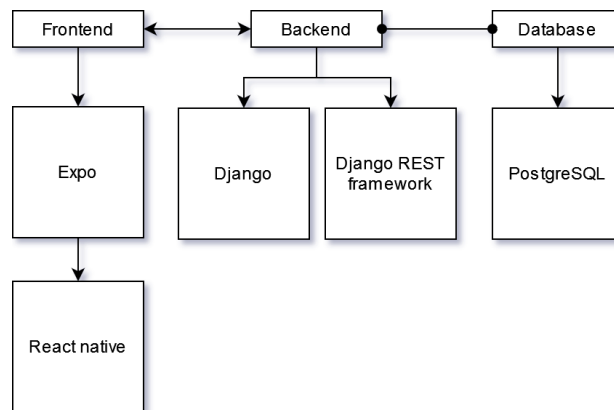 Frontend
Backend
Database
Expo
Django
Django REST
framework
PostgreSQL
React native